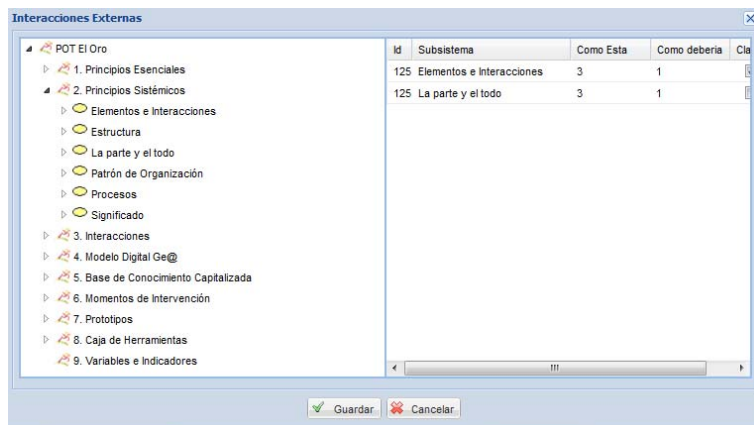 Interacciones Externas
POT El Oro
1. Principios Esenciales
2. Principios Sistémicos
Elementos e Interacciones
Estructura
La parte y el todo
Patrón de Organización
Procesos
Significado
3. Interacciones
4. Modelo Digital Ge@
5. Base de Conocimiento Capitalizada
6. Momentos de Intervención
7. Prototipos
8. Caja de Herramientas
9. Variables e Indicadores
Id Subsistema Como Esta Como deberia Cla
125 Elementos e Interacciones 3 1
125 La parte y el todo 3 1
Guardar Cancelar